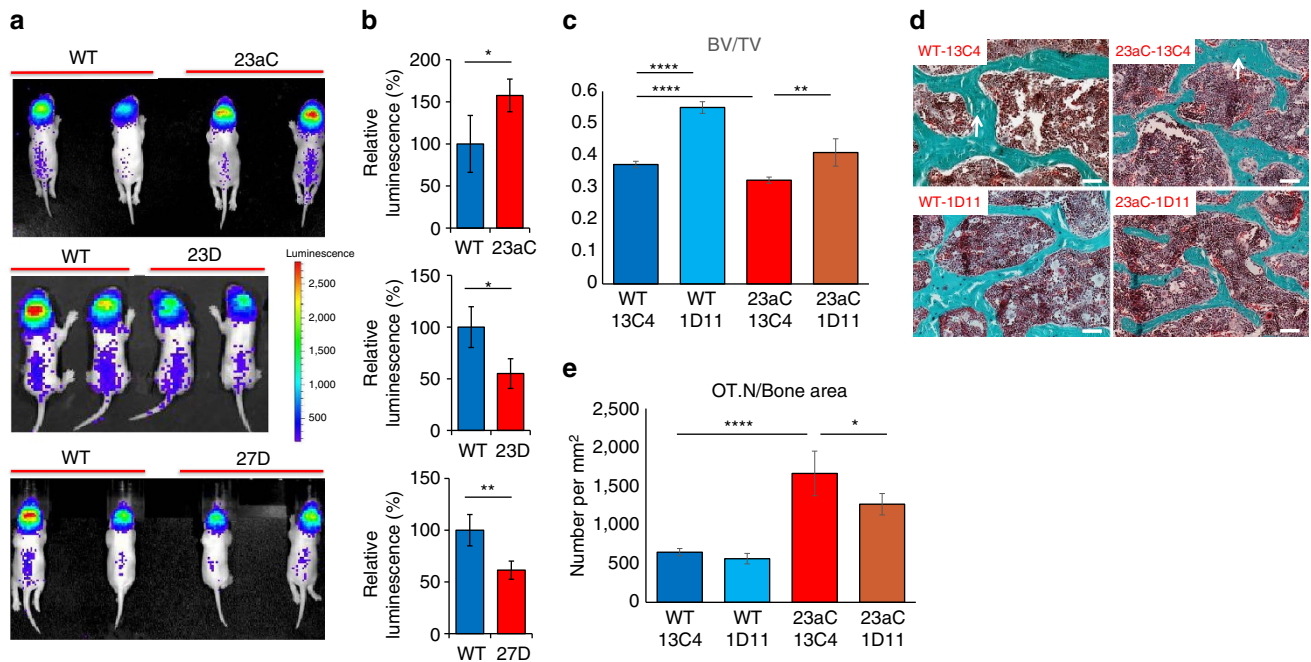 a
WT 23aC
WT 23D
Luminescence
2,500
2,000
1,500
1,000
500
WT 27D
b
Relative
luminescence (%)
200
150
100
50
0
*
WT 23aC
Relative
luminescence (%)
150
100
50
0
*
WT 23D
Relative
luminescence (%)
150
100
50
0
**
WT 27D
c
BV/TV
****
**** **
0.6
0.5
0.4
0.3
0.2
0.1
0
WT WT 23aC 23aC
13C4 1D11 13C4 1D11
d
WT-13C4 23aC-13C4
WT-1D11 23aC-1D11
e
OT.N/Bone area
Number per mm²
2,500
2,000
1,500
1,000
500
0
**** *
WT WT 23aC 23aC
13C4 1D11 13C4 1D11